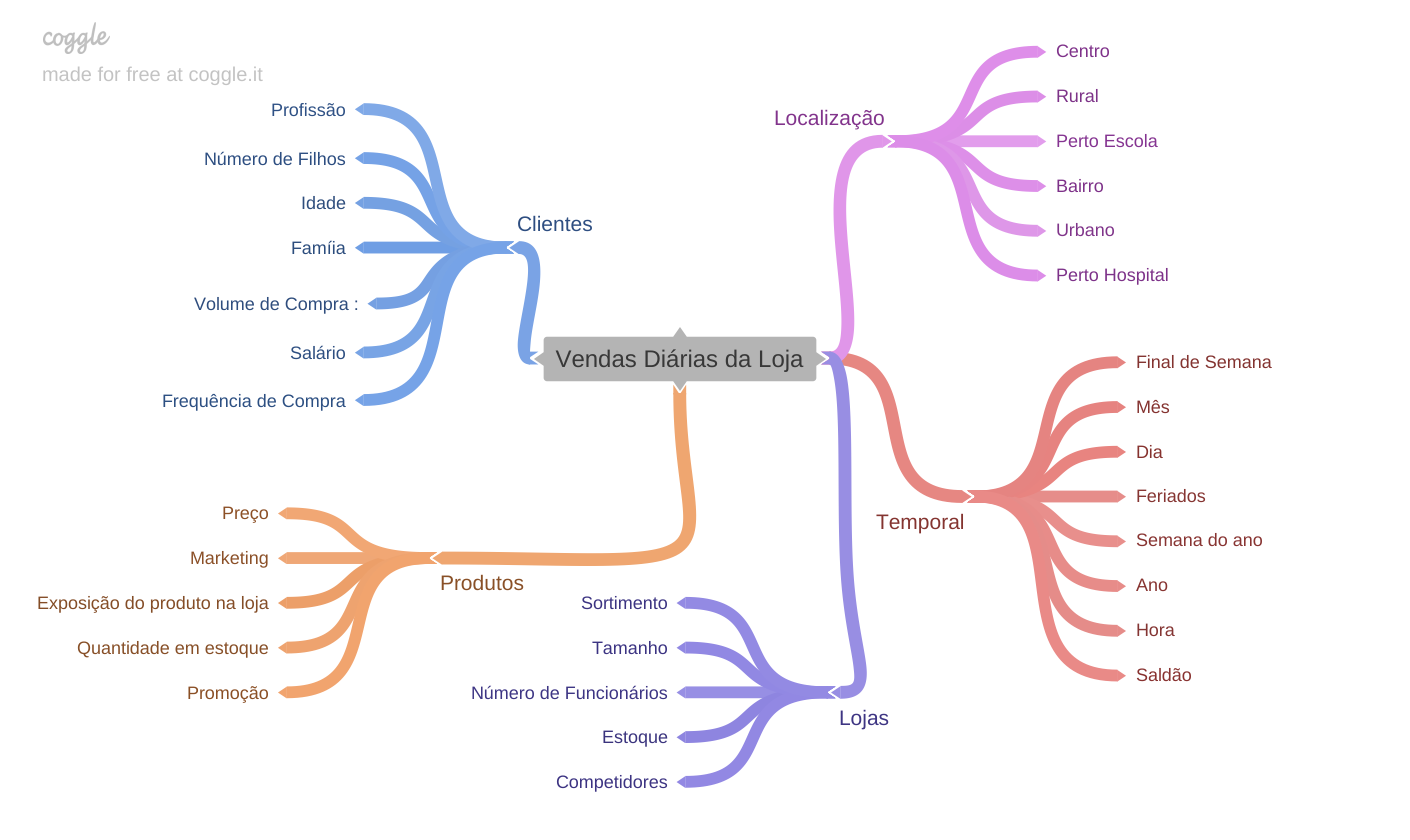 coggle
made for free at coggle.it
Clientes
Profissão
Número de Filhos
Idade
Famíia
Volume de Compra :
Salário
Frequência de Compra
Vendas Diárias da Loja
Localização
Centro
Rural
Perto Escola
Bairro
Urbano
Perto Hospital
Temporal
Final de Semana
Mês
Dia
Feriados
Semana do ano
Ano
Hora
Saldão
Produtos
Preço
Marketing
Exposição do produto na loja
Quantidade em estoque
Promoção
Lojas
Sortimento
Tamanho
Número de Funcionários
Estoque
Competidores